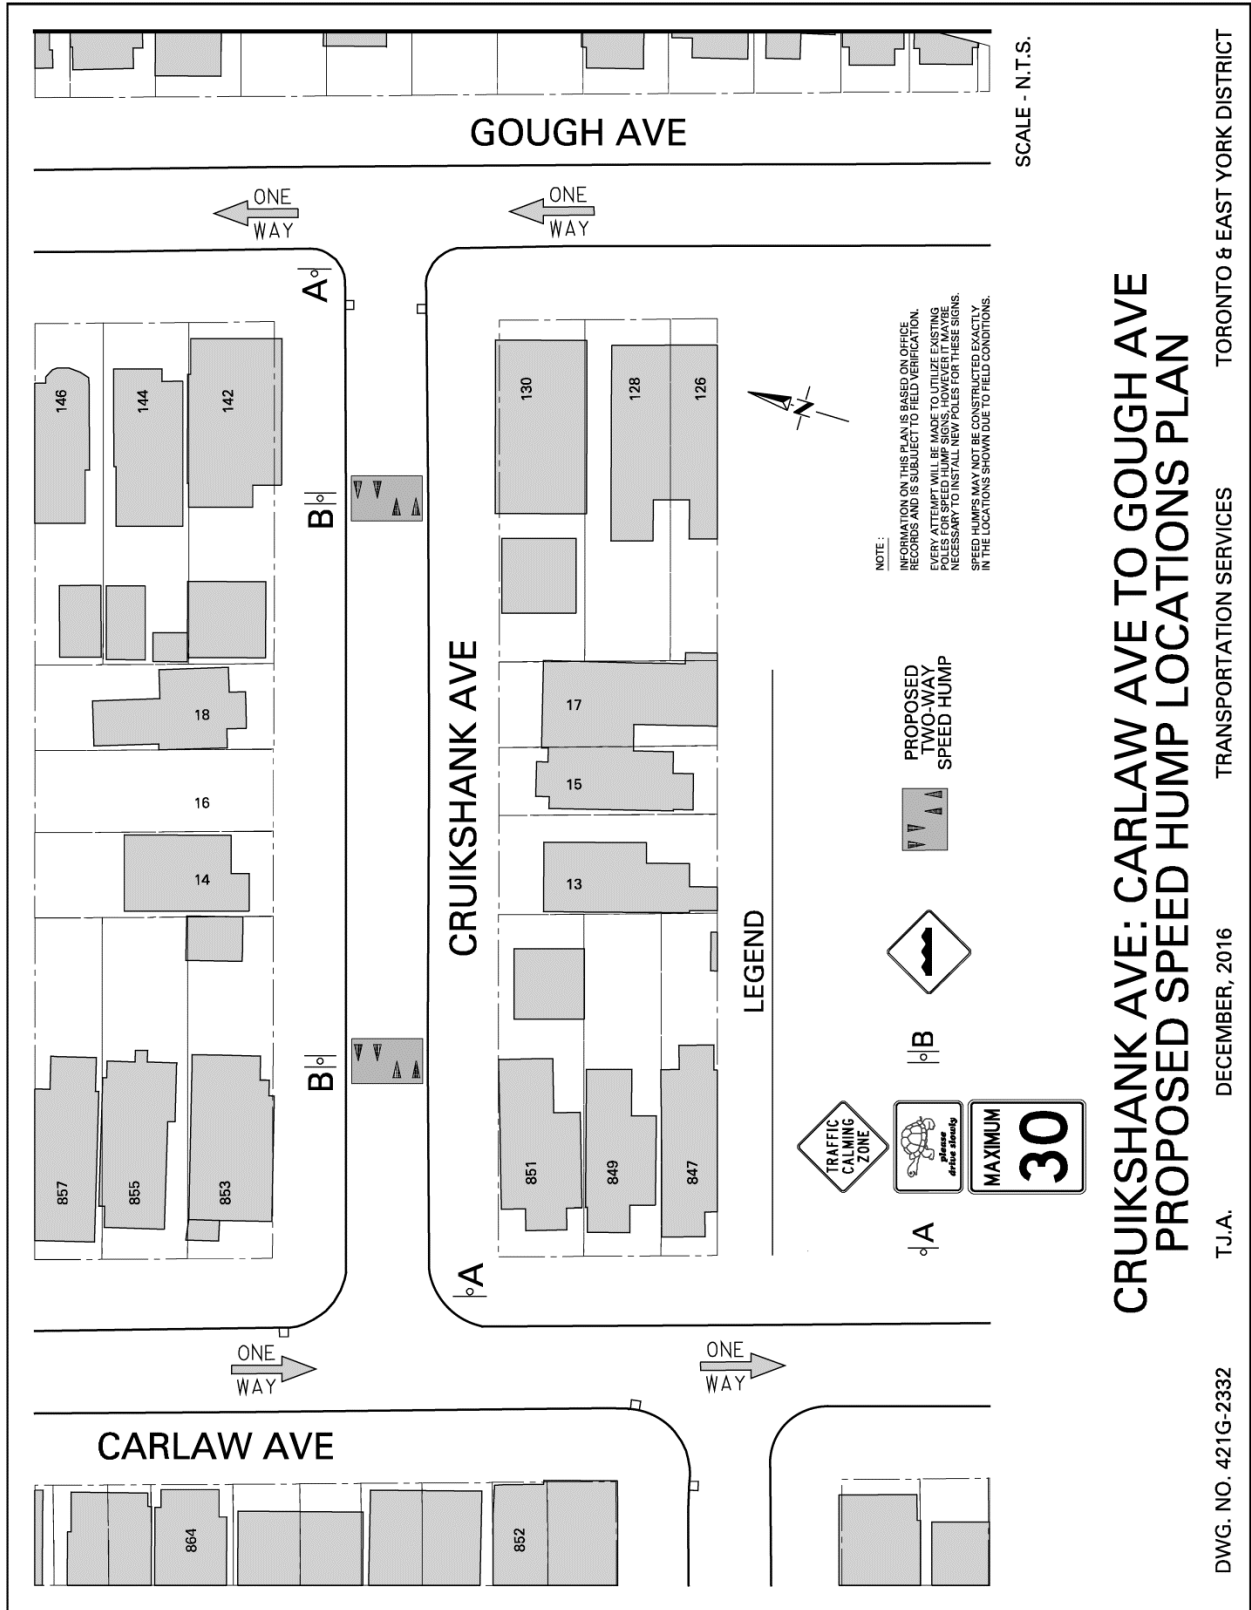 GOUGH AVE
ONE
WAY
ONE
WAY
A
146
144
142
130
128
126
B
18
16
14
CRUIKSHANK AVE
17
15
13
B
857
855
853
851
849
847
A
ONE
WAY
ONE
WAY
CARLAW AVE
864
852
N
NOTE :
INFORMATION ON THIS PLAN IS BASED ON OFFICE
RECORDS AND IS SUBJUECT TO FIELD VERIFICATION.
EVERY ATTEMPT WILL BE MADE TO UTILIZE EXISTING
POLES FOR SPEED HUMP SIGNS, HOWEVER IT MAYBE
NECESSARY TO INSTALL NEW POLES FOR THESE SIGNS.
SPEED HUMPS MAY NOT BE CONSTRUCTED EXACTLY
IN THE LOCATIONS SHOWN DUE TO FIELD CONDITIONS.
LEGEND
A
TRAFFIC
CALMING
ZONE
please
drive slowly
MAXIMUM
30
B
PROPOSED
TWO-WAY
SPEED HUMP
SCALE - N.T.S.
CRUIKSHANK AVE: CARLAW AVE TO GOUGH AVE
PROPOSED SPEED HUMP LOCATIONS PLAN
DWG. NO. 421G-2332
T.J.A.
DECEMBER, 2016
TRANSPORTATION SERVICES
TORONTO & EAST YORK DISTRICT